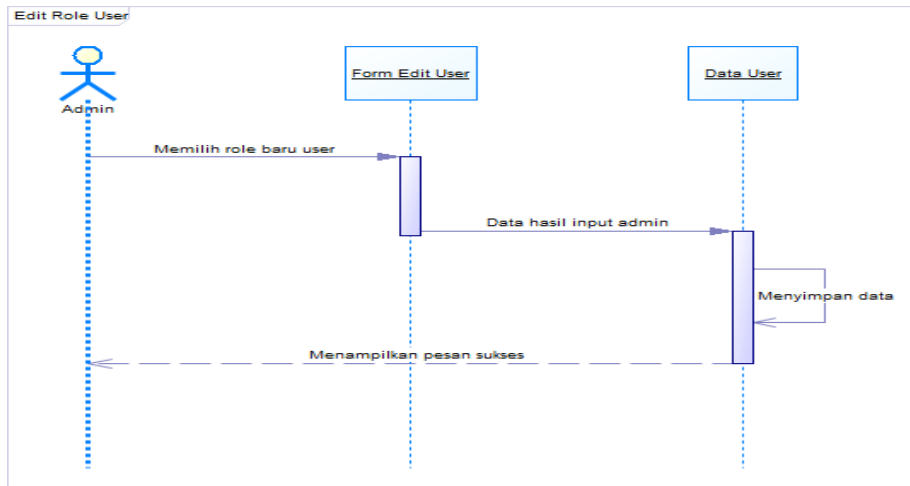 Edit Role User
Admin
Form Edit User
Data User
Memilih role baru user
Data hasil input admin
Menyimpan data
Menampilkan pesan sukses